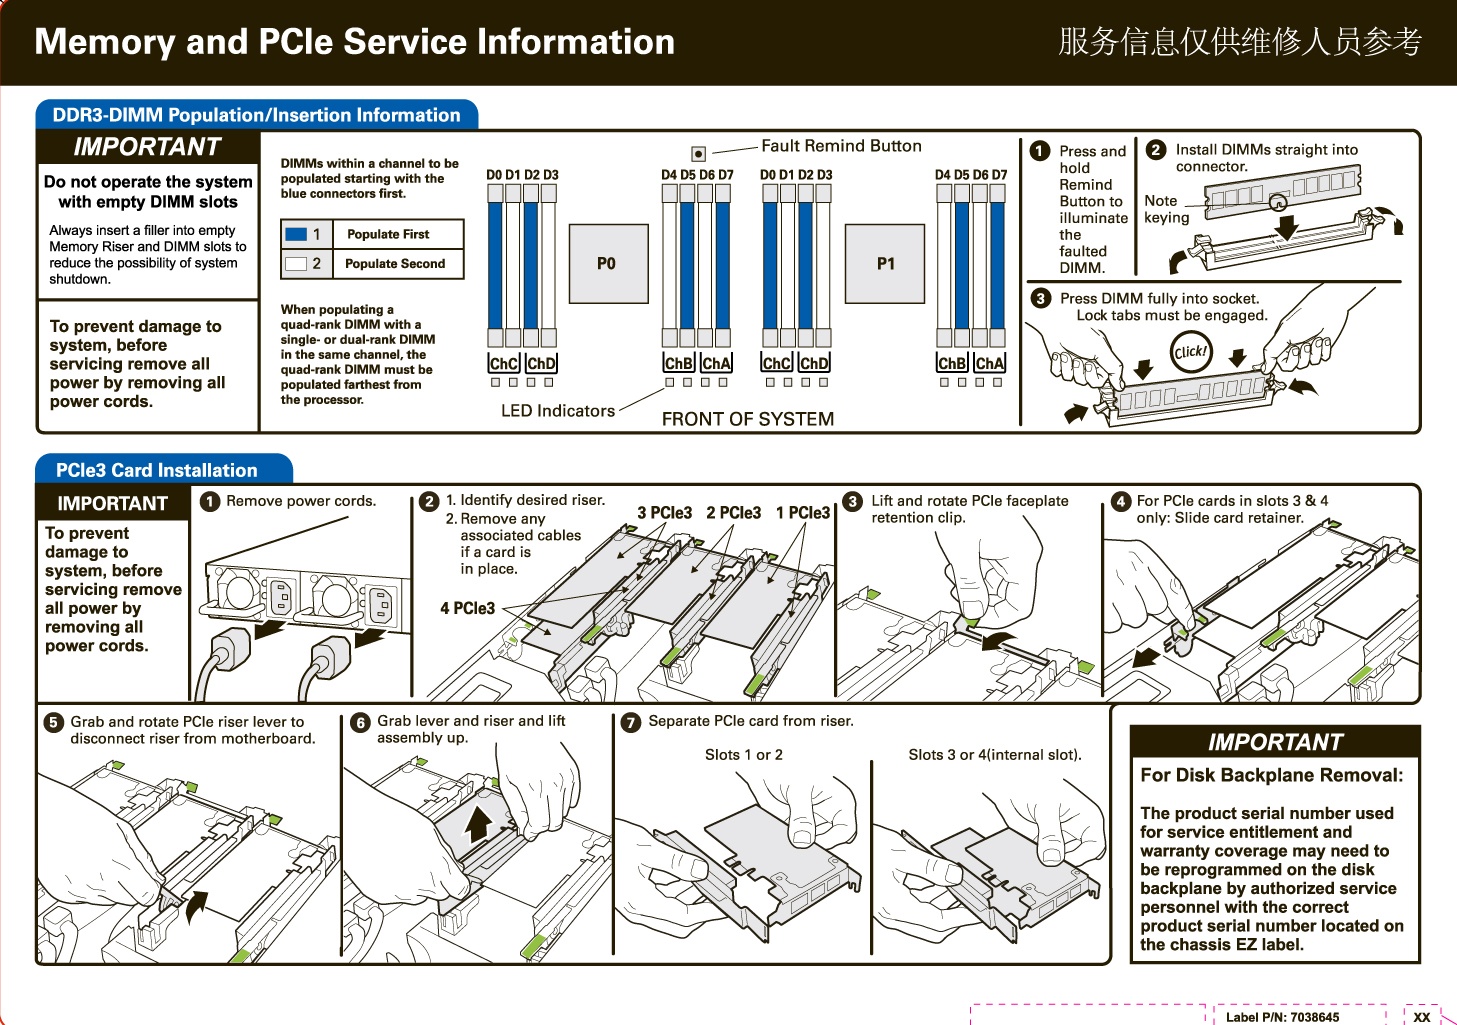 Memory and PCIe Service Information
服务信息仅供维修人员参考
DDR3-DIMM Population/Insertion Information
IMPORTANT
Do not operate the system
with empty DIMM slots
Always insert a filler into empty
Memory Riser and DIMM slots to
reduce the possibility of system
shutdown.
To prevent damage to
system, before
servicing remove all
power by removing all
power cords.
DIMMs within a channel to be
populated starting with the
blue connectors first.
1 Populate First
2 Populate Second
When populating a
quad-rank DIMM with a
single- or dual-rank DIMM
in the same channel, the
quad-rank DIMM must be
populated farthest from
the processor.
Fault Remind Button
D0 D1 D2 D3
D4 D5 D6 D7
D0 D1 D2 D3
D4 D5 D6 D7
P0
P1
ChC ChD
ChB ChA
ChC ChD
ChB ChA
LED Indicators
FRONT OF SYSTEM
1 Press and
hold
Remind
Button to
illuminate
the
faulted
DIMM.
2 Install DIMMs straight into
connector.
Note
keying
3 Press DIMM fully into socket.
Lock tabs must be engaged.
Click!
PCIe3 Card Installation
IMPORTANT
To prevent
damage to
system, before
servicing remove
all power by
removing all
power cords.
1 Remove power cords.
2 1. Identify desired riser.
2. Remove any
associated cables
if a card is
in place.
3 PCIe3 2 PCIe3 1 PCIe3
4 PCIe3
3 Lift and rotate PCIe faceplate
retention clip.
4 For PCIe cards in slots 3 & 4
only: Slide card retainer.
5 Grab and rotate PCIe riser lever to
disconnect riser from motherboard.
6 Grab lever and riser and lift
assembly up.
7 Separate PCIe card from riser.
Slots 1 or 2
Slots 3 or 4(internal slot).
IMPORTANT
For Disk Backplane Removal:
The product serial number used
for service entitlement and
warranty coverage may need to
be reprogrammed on the disk
backplane by authorized service
personnel with the correct
product serial number located on
the chassis EZ label.
Label P/N: 7038645
XX